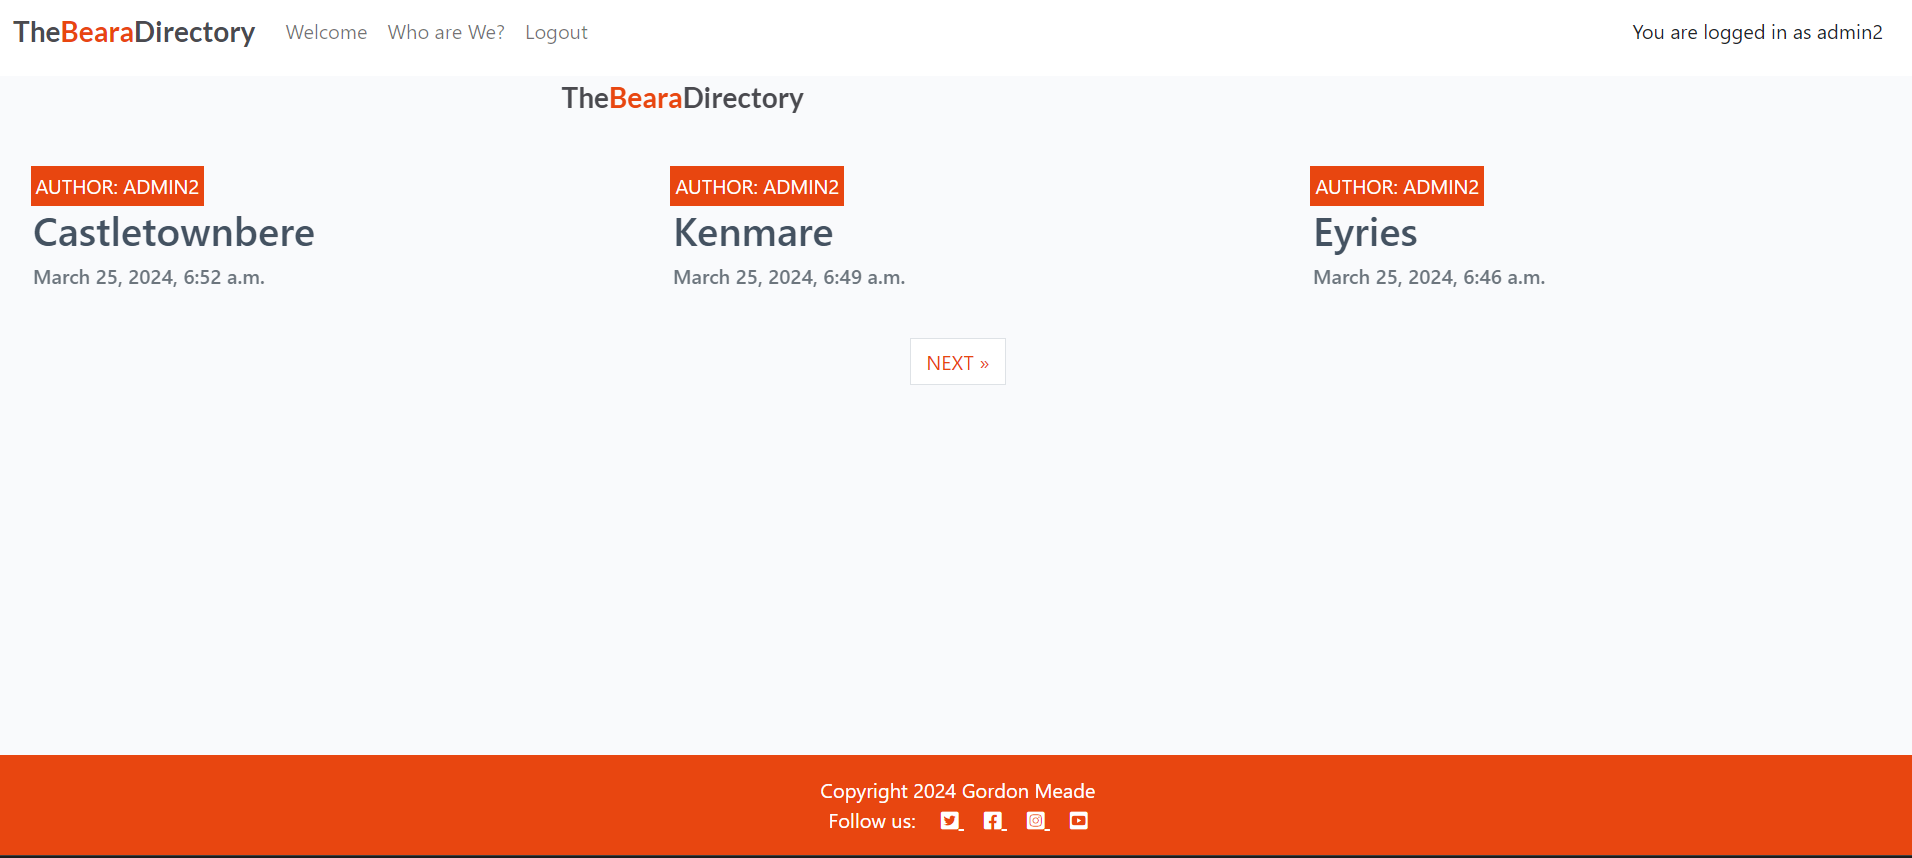 TheBearaDirectory Welcome Who are We? Logout You are logged in as admin2
TheBearaDirectory
AUTHOR: ADMIN2 AUTHOR: ADMIN2 AUTHOR: ADMIN2
Castletownbere Kenmare Eyries
March 25, 2024, 6:52 a.m. March 25, 2024, 6:49 a.m. March 25, 2024, 6:46 a.m.
NEXT »
Copyright 2024 Gordon Meade
Follow us: